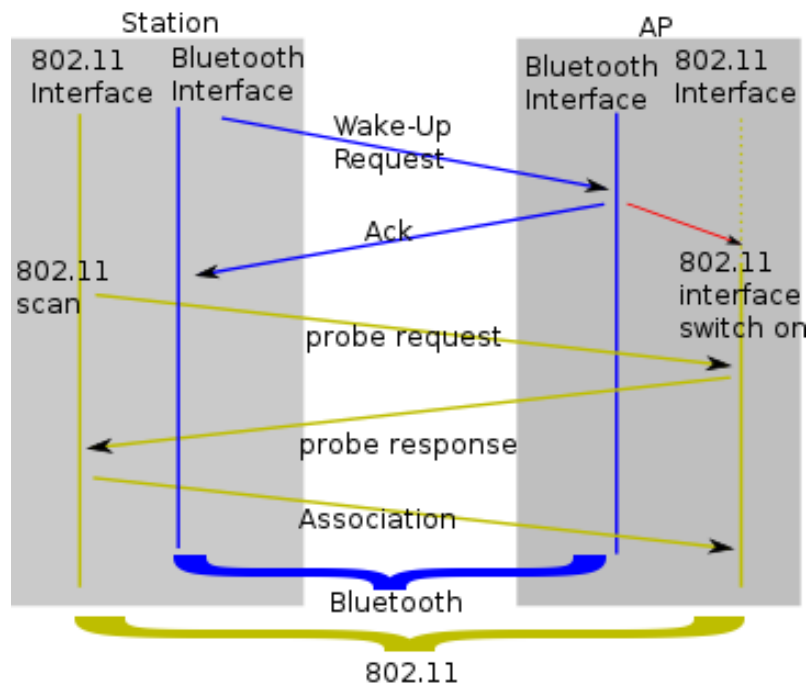 Station
AP
802.11
Interface
Bluetooth
Interface
Bluetooth
Interface
802.11
Interface
Wake-Up
Request
Ack
802.11
scan
802.11
interface
switch on
probe request
probe response
Association
Bluetooth
802.11